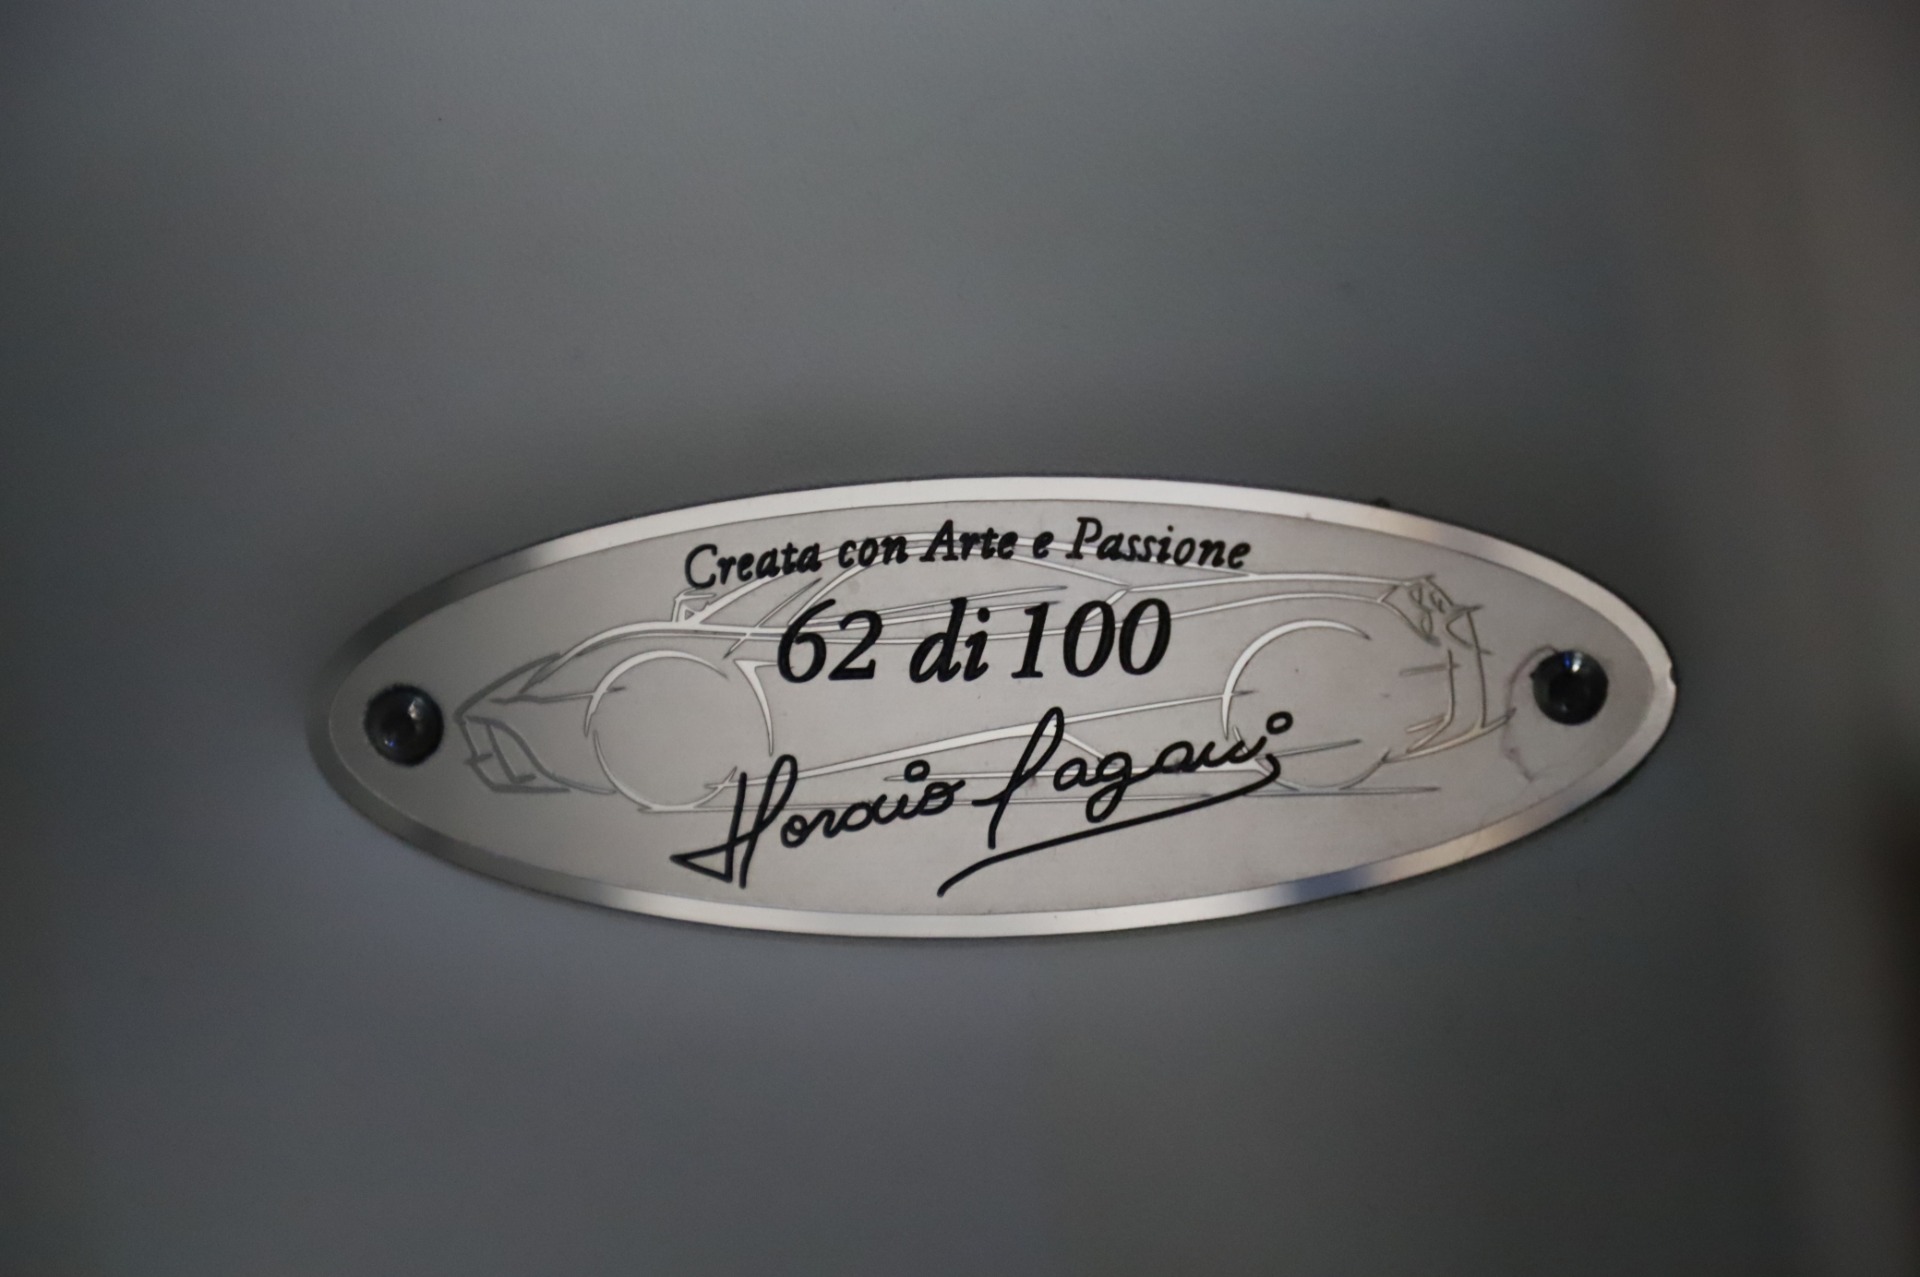 Creata con Arte e Passione
62 di 100
Horacio Pagani